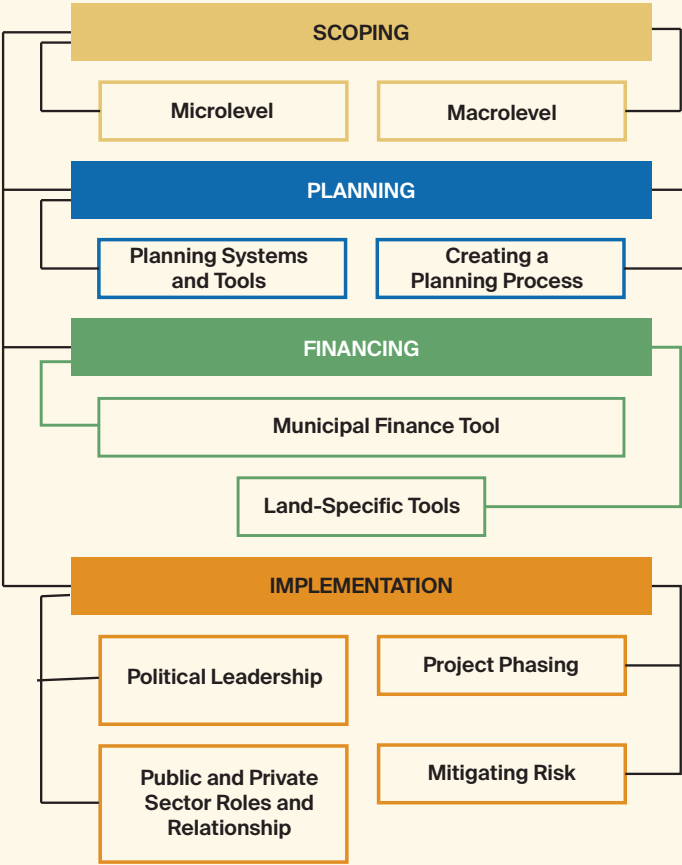 SCOPING
Microlevel
Macrolevel
PLANNING
Planning Systems
and Tools
Creating a
Planning Process
FINANCING
Municipal Finance Tool
Land-Specific Tools
IMPLEMENTATION
Political Leadership
Project Phasing
Public and Private
Sector Roles and
Relationship
Mitigating Risk